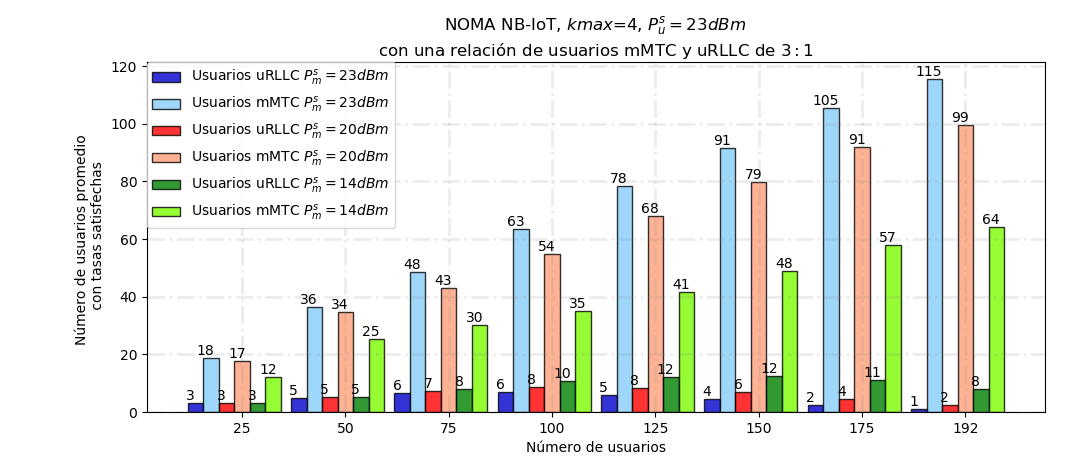 NOMA NB-IoT, kmax=4, P_u^s = 23dBm
con una relación de usuarios mMTC y uRLLC de 3 : 1
Número de usuarios promedio
con tasas satisfechas
120
100
80
60
40
20
0
Usuarios uRLLC P_m^s = 23dBm
Usuarios mMTC P_m^s = 23dBm
Usuarios uRLLC P_m^s = 20dBm
Usuarios mMTC P_m^s = 20dBm
Usuarios uRLLC P_m^s = 14dBm
Usuarios mMTC P_m^s = 14dBm
3 18 3 17 3 12
5 36 5 34 5 25
6 48 7 43 8 30
6 63 8 54 10 35
5 78 8 68 12 41
4 91 6 79 12 48
2 105 4 91 11 57
1 115 2 99 8 64
25 50 75 100 125 150 175 192
Número de usuarios